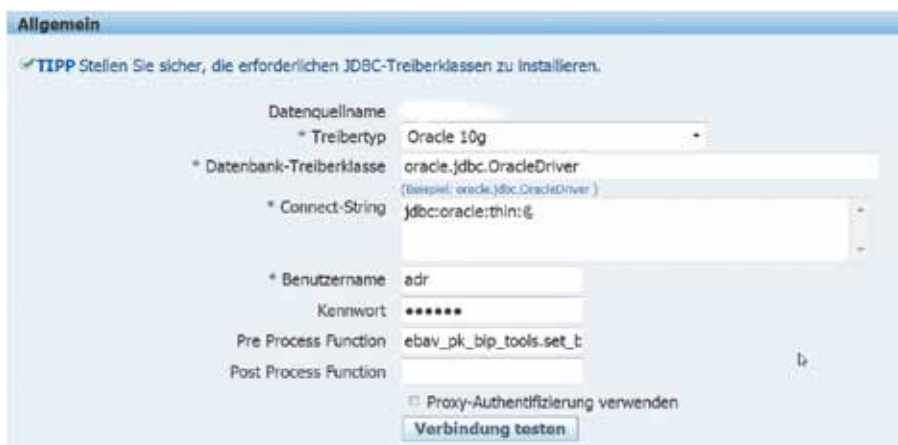 Allgemein
TIPP Stellen Sie sicher, die erforderlichen JDBC-Treiberklassen zu installieren.
Datenquellname
* Treibertyp Oracle 10g
* Datenbank-Treiberklasse oracle.jdbc.OracleDriver
(Beispiel: oracle.jdbc.OracleDriver )
* Connect-String jdbc:oracle:thin:@
* Benutzername adr
Kennwort ••••••
Pre Process Function ebav_pk_bip_tools.set_b
Post Process Function
Proxy-Authentifizierung verwenden
Verbindung testen